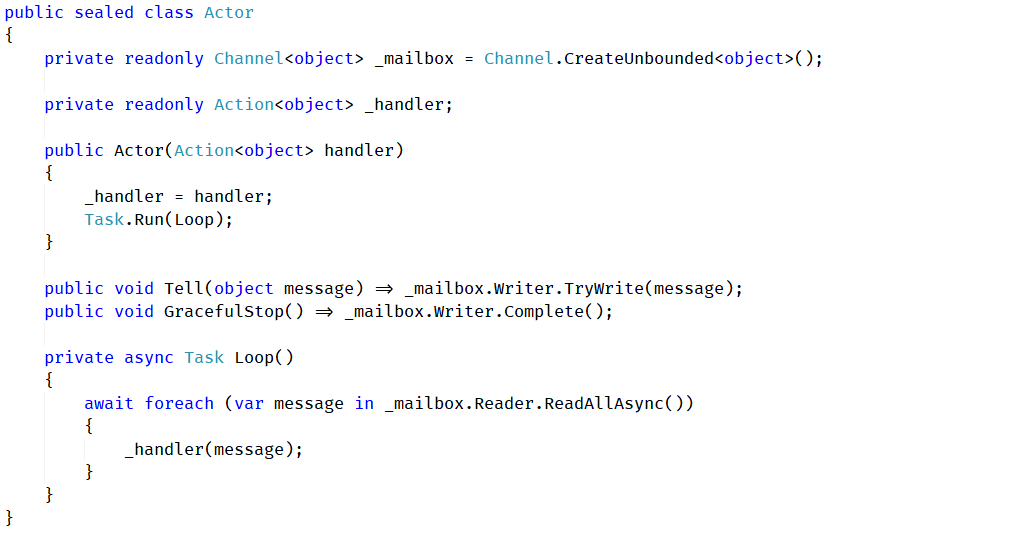 public sealed class Actor
{
    private readonly Channel<object> _mailbox = Channel.CreateUnbounded<object>();

    private readonly Action<object> _handler;

    public Actor(Action<object> handler)
    {
        _handler = handler;
        Task.Run(Loop);
    }

    public void Tell(object message) => _mailbox.Writer.TryWrite(message);
    public void GracefulStop() => _mailbox.Writer.Complete();

    private async Task Loop()
    {
        await foreach (var message in _mailbox.Reader.ReadAllAsync())
        {
            _handler(message);
        }
    }
}